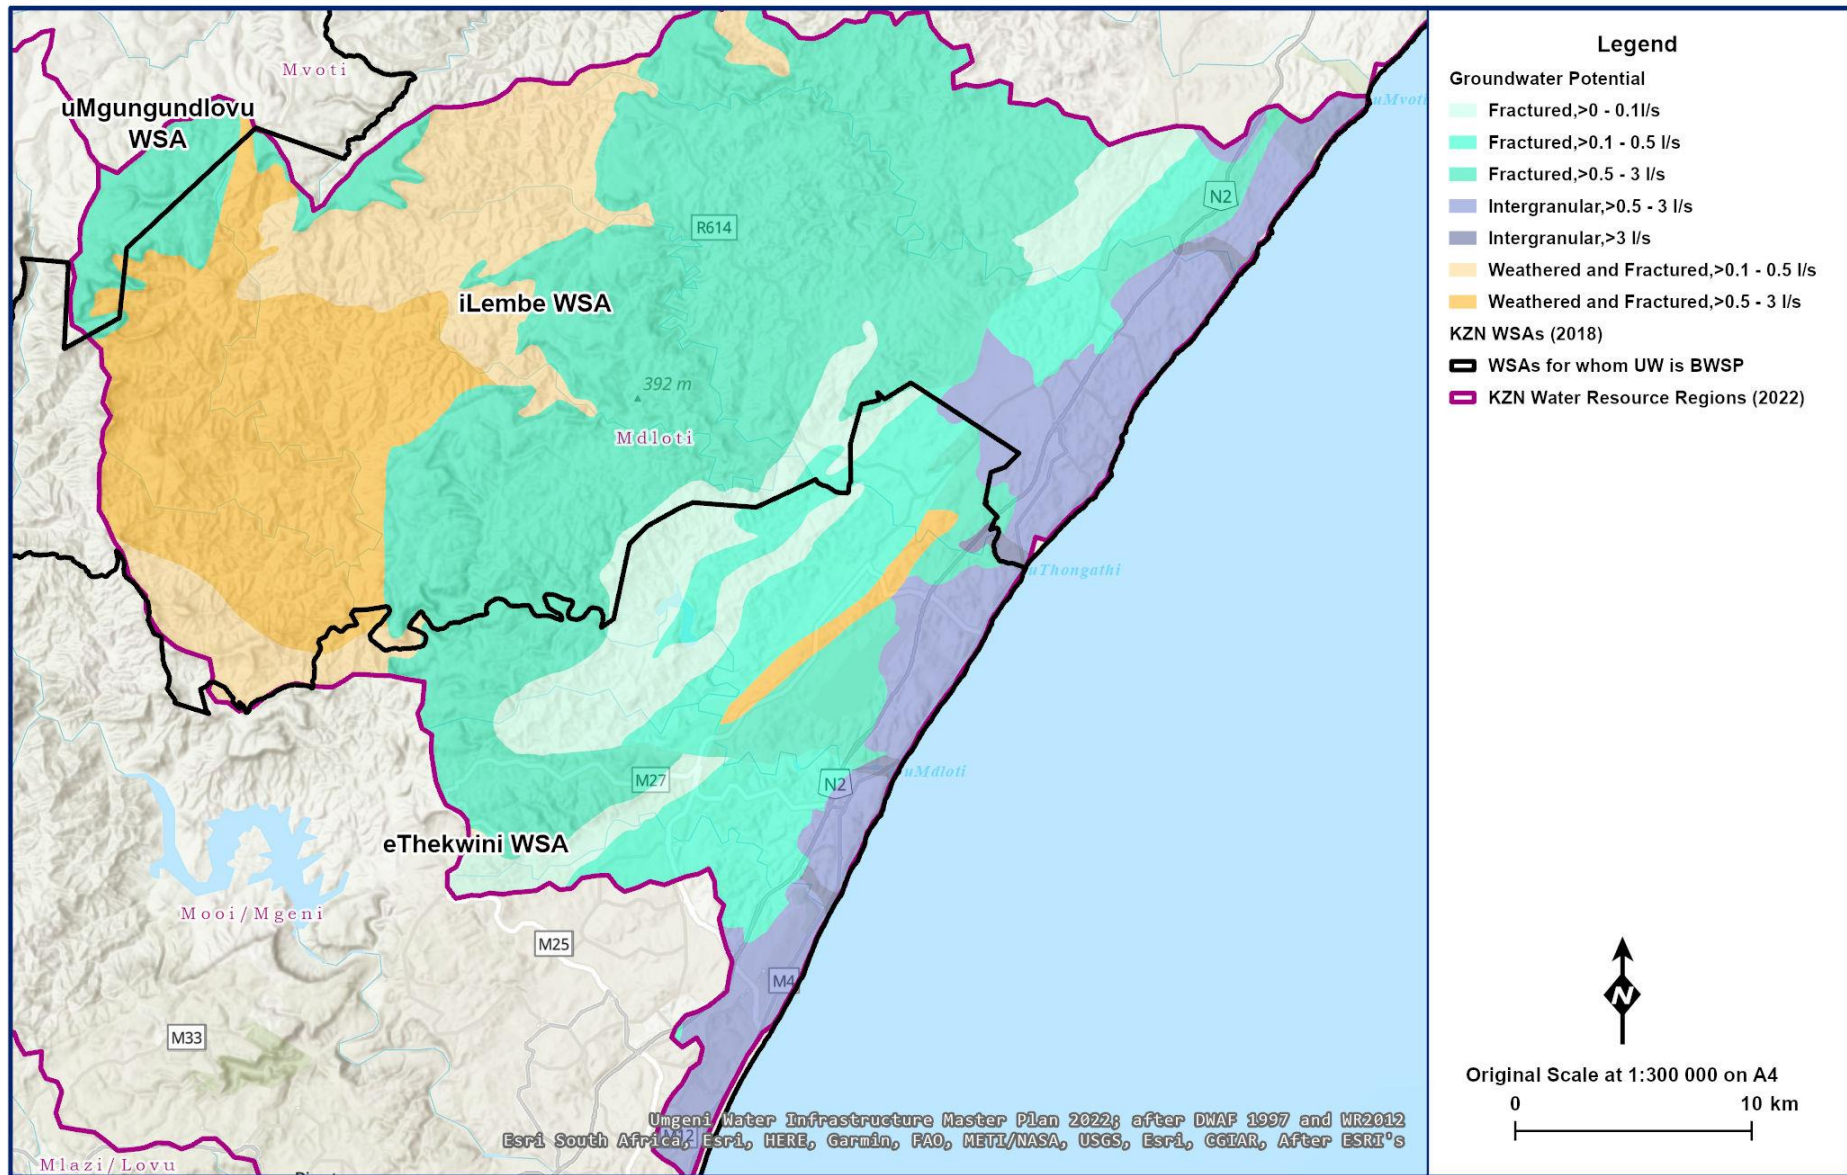 Mvoti
uMgungundlovu
WSA
uMvoti
N2
R614
iLembe WSA
392 m
Mdloti
uThongathi
uMdloti
M27
N2
eThekwini WSA
Mooi/Mgeni
M25
M4
M33
M12
Mlazi/Lovu
Umgeni Water Infrastructure Master Plan 2022; after DWAF 1997 and WR2012
Esri South Africa, Esri, HERE, Garmin, FAO, METI/NASA, USGS, Esri, CGIAR, After ESRI's
Legend
Groundwater Potential
Fractured,>0 - 0.1l/s
Fractured,>0.1 - 0.5 l/s
Fractured,>0.5 - 3 l/s
Intergranular,>0.5 - 3 l/s
Intergranular,>3 l/s
Weathered and Fractured,>0.1 - 0.5 l/s
Weathered and Fractured,>0.5 - 3 l/s
KZN WSAs (2018)
WSAs for whom UW is BWSP
KZN Water Resource Regions (2022)
N
Original Scale at 1:300 000 on A4
0 10 km